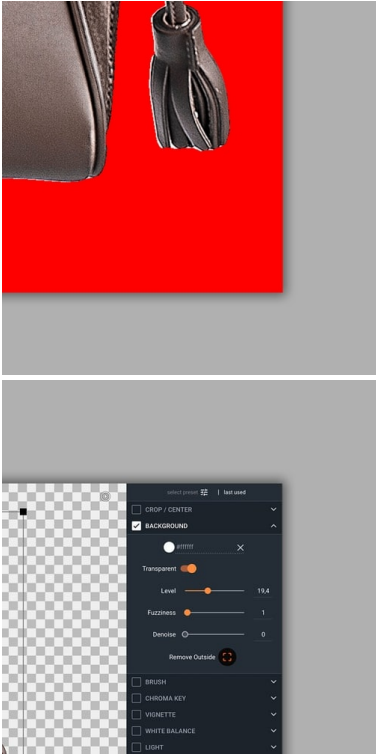 select preset | last used
CROP / CENTER
BACKGROUND
#ffffff
Transparent
Level 19,4
Fuzziness 1
Denoise 0
Remove Outside
BRUSH
CHROMA KEY
VIGNETTE
WHITE BALANCE
LIGHT